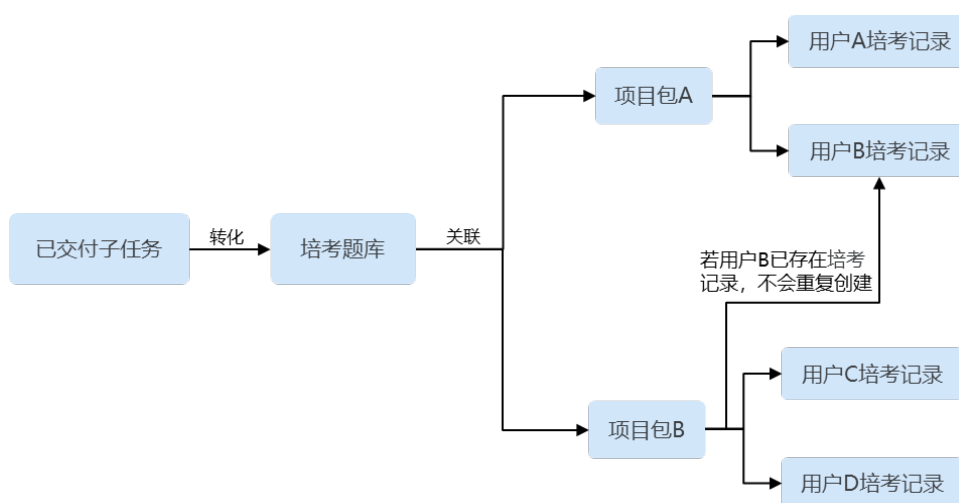 用户A培考记录
项目包A
用户B培考记录
已交付子任务
转化
培考题库
关联
若用户B已存在培考
记录，不会重复创建
用户C培考记录
项目包B
用户D培考记录